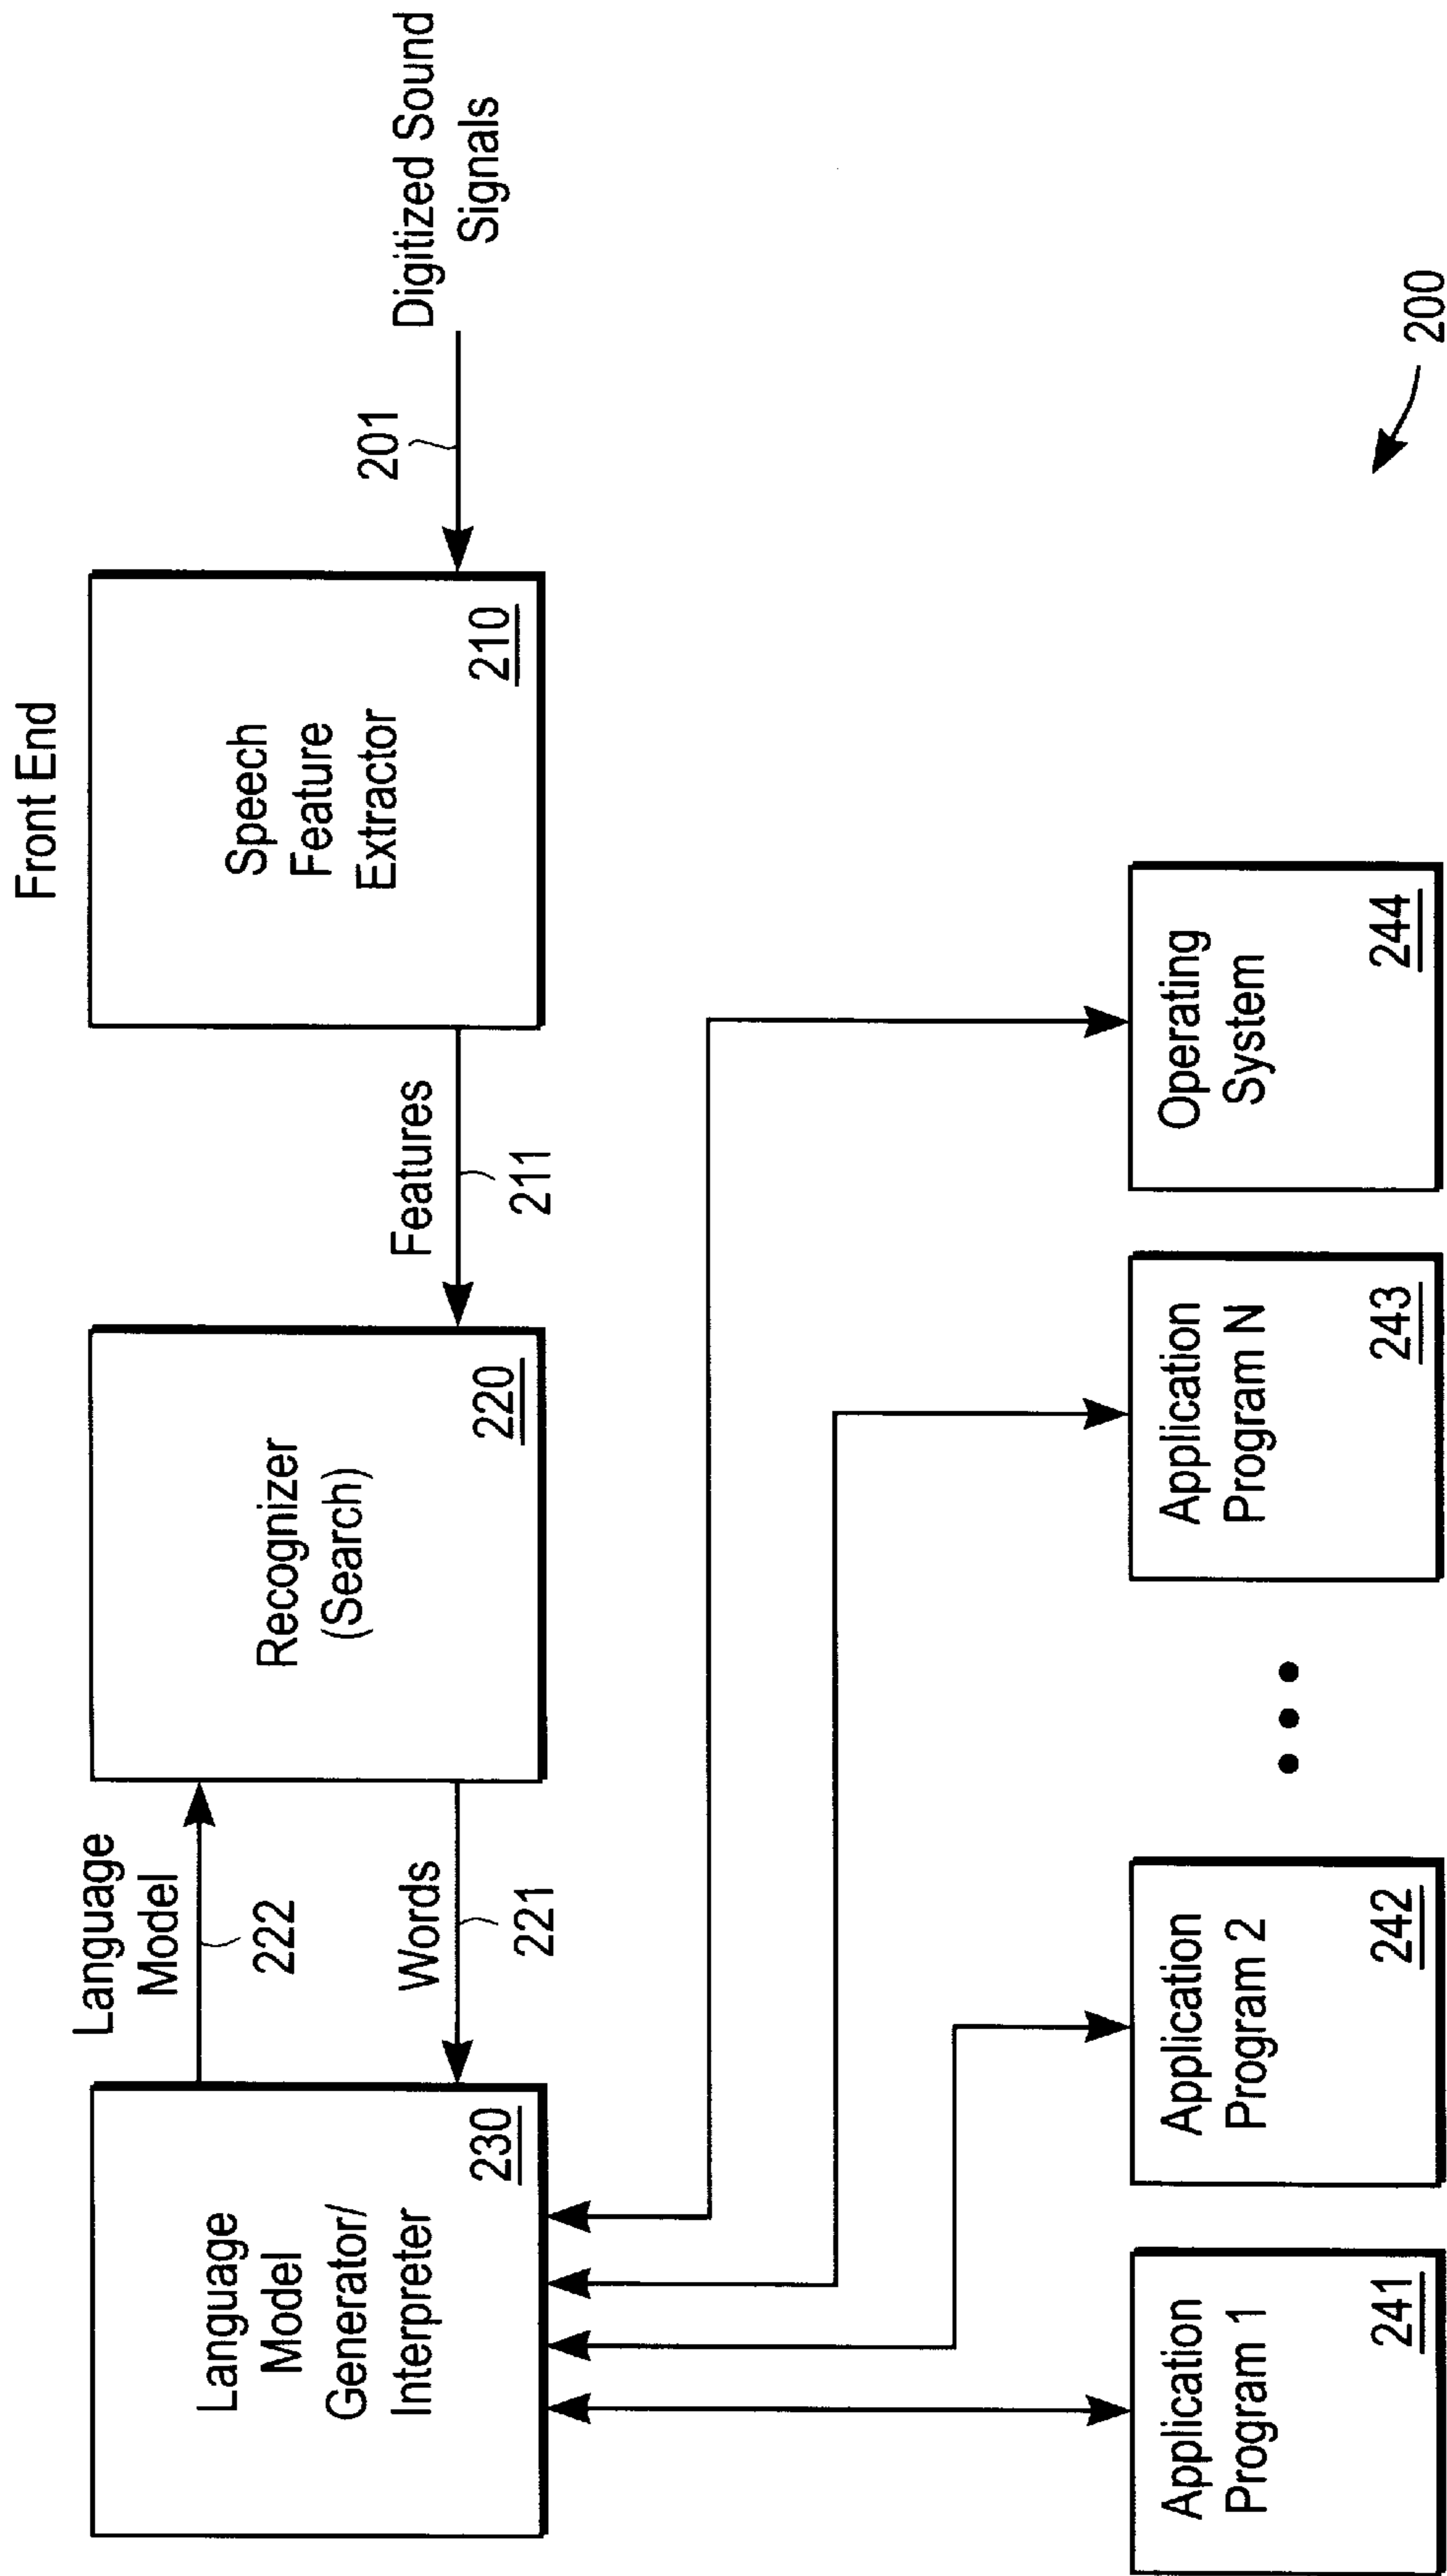 Front End
Language
Model
Generator/
Interpreter
230
Language
Model
222
Words
221
Recognizer
(Search)
220
Features
211
Speech
Feature
Extractor
210
201
Digitized Sound
Signals
Application
Program 1
241
Application
Program 2
242
Application
Program N
243
Operating
System
244
200